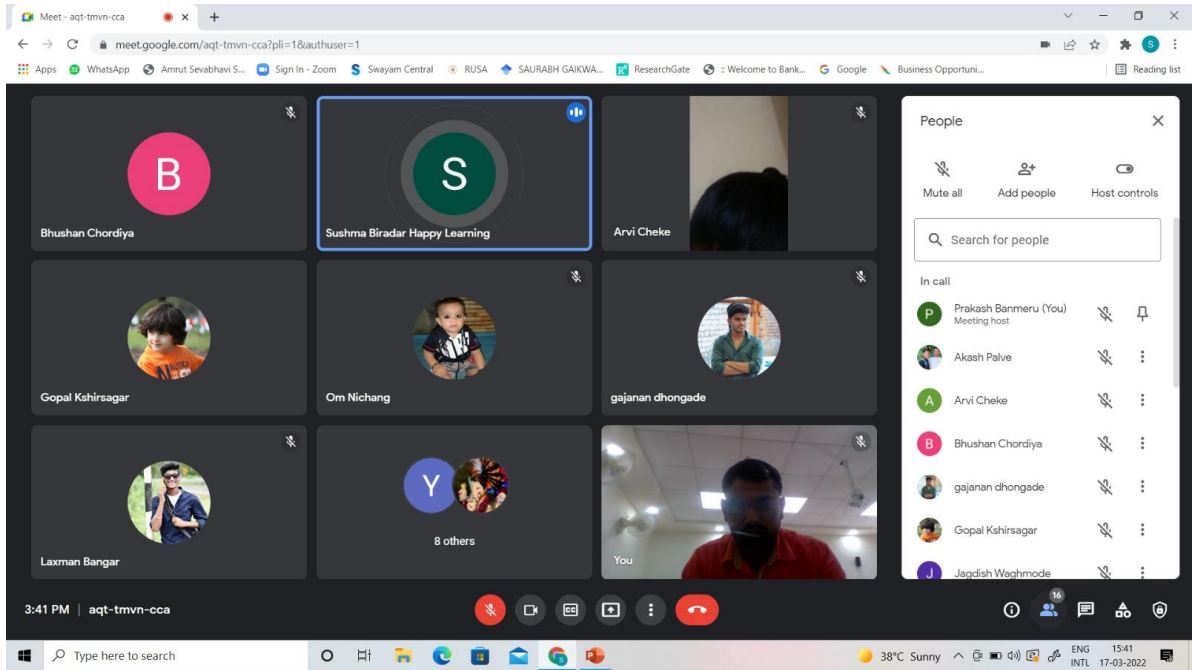 Meet - aqt-tmvn-cca
meet.google.com/aqt-tmvn-cca?pli=1&authuser=1
Apps
WhatsApp
Amrut Sevabhavi S...
Sign In - Zoom
Swayam Central
RUSA
SAURABH GAIKWA...
ResearchGate
:: Welcome to Bank...
Google
Business Opportuni...
Reading list
B
Bhushan Chordiya
S
Sushma Biradar Happy Learning
Arvi Cheke
Gopal Kshirsagar
Om Nichang
gajanan dhongade
Laxman Bangar
Y
8 others
You
People
Mute all
Add people
Host controls
Search for people
In call
P
Prakash Banmeru (You)
Meeting host
Akash Palve
A
Arvi Cheke
B
Bhushan Chordiya
gajanan dhongade
Gopal Kshirsagar
J
Jagdish Waghmode
3:41 PM | aqt-tmvn-cca
16
Type here to search
38°C Sunny
ENG
INTL
15:41
17-03-2022